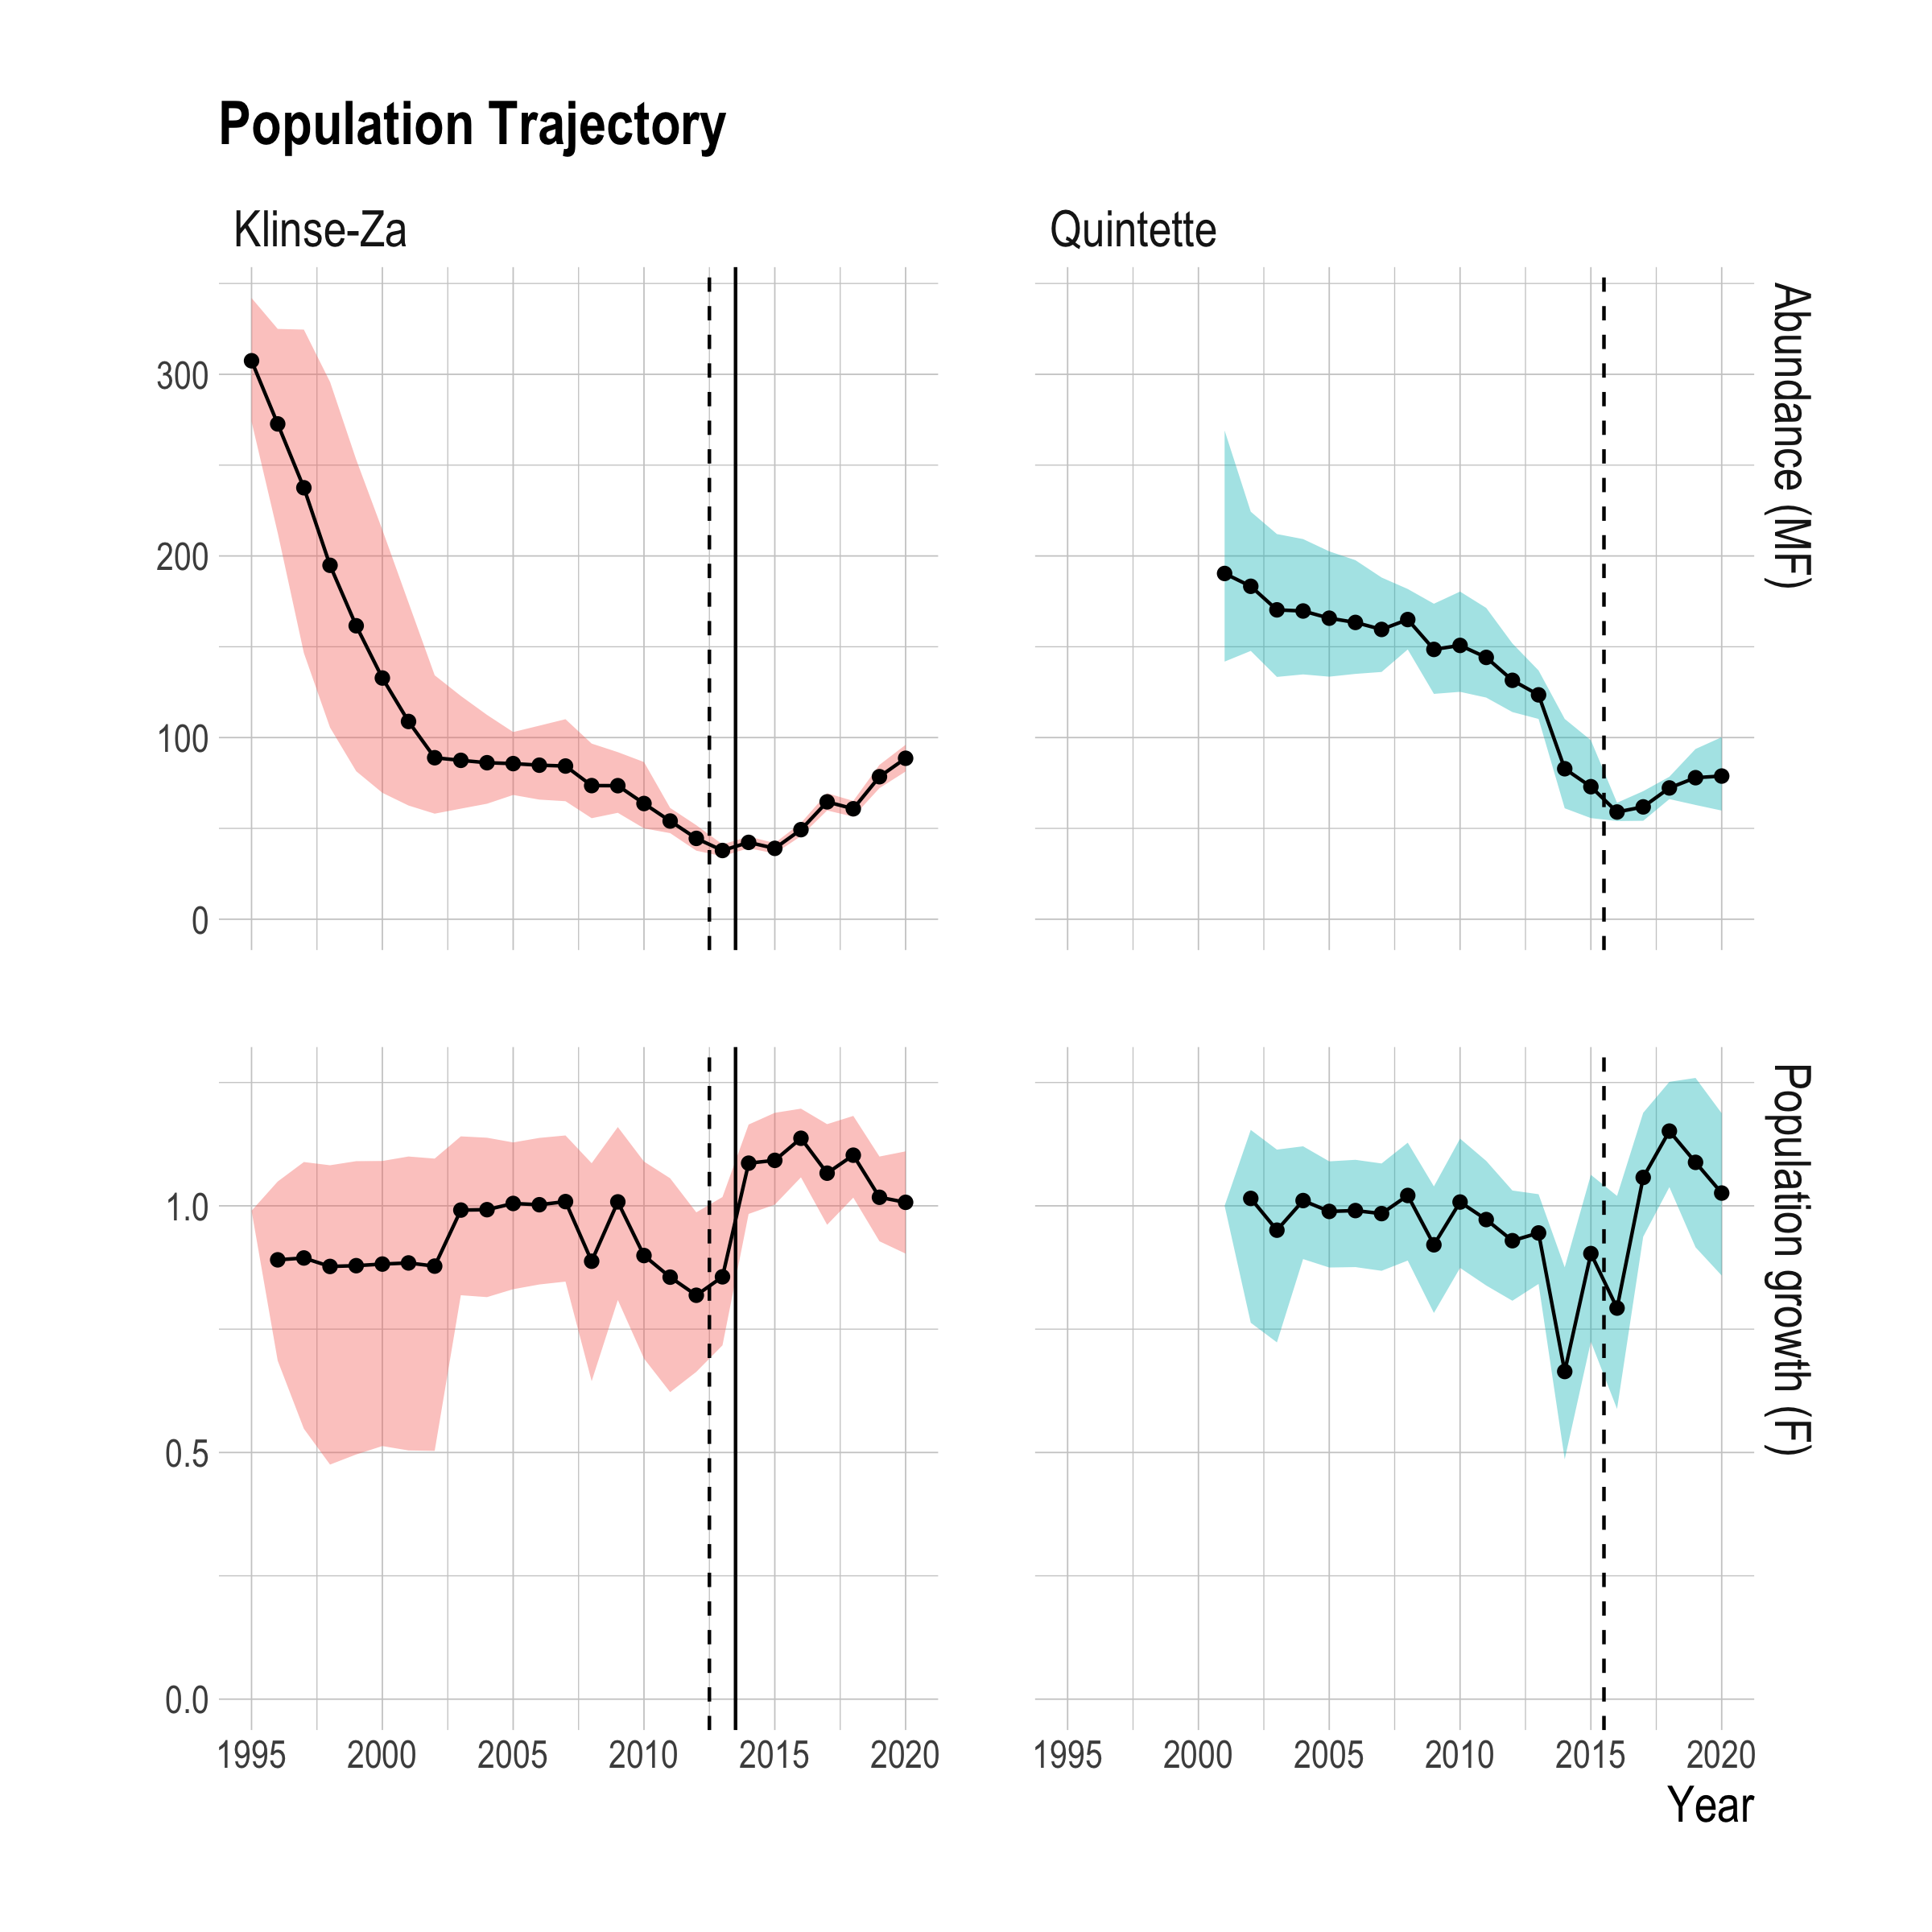 Population Trajectory
Klinse-Za
Quintette
300
200
100
0
Abundance (MF)
1.0
0.5
0.0
Population growth (F)
1995 2000 2005 2010 2015 2020
1995 2000 2005 2010 2015 2020
Year